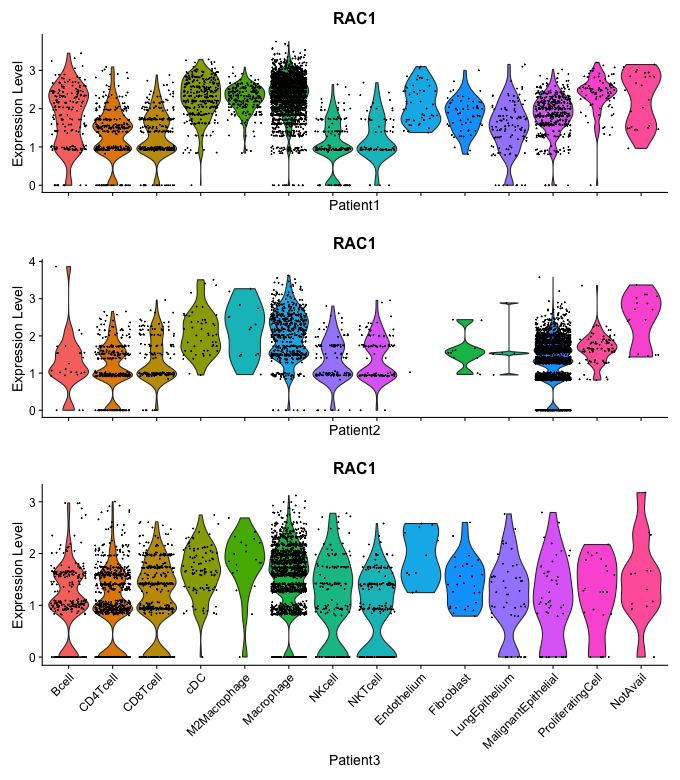 RAC1
Expression Level
3
2
1
0
Patient1
RAC1
Expression Level
4
3
2
1
0
Patient2
RAC1
Expression Level
3
2
1
0
Bcell
CD4Tcell
CD8Tcell
cDC
M2Macrophage
Macrophage
NKcell
NKTcell
Endothelium
Fibroblast
LungEpithelium
MalignantEpithelial
ProliferatingCell
NotAvail
Patient3